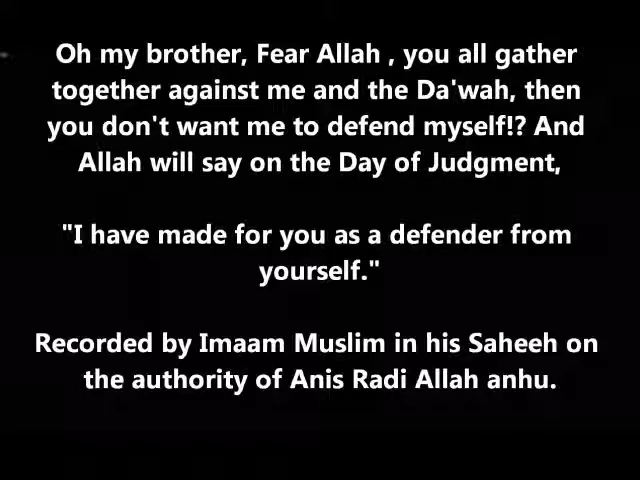 Oh my brother, Fear Allah , you all gather
together against me and the Da'wah, then
you don't want me to defend myself!? And
Allah will say on the Day of Judgment,
"I have made for you as a defender from
yourself."
Recorded by Imaam Muslim in his Saheeh on
the authority of Anis Radi Allah anhu.